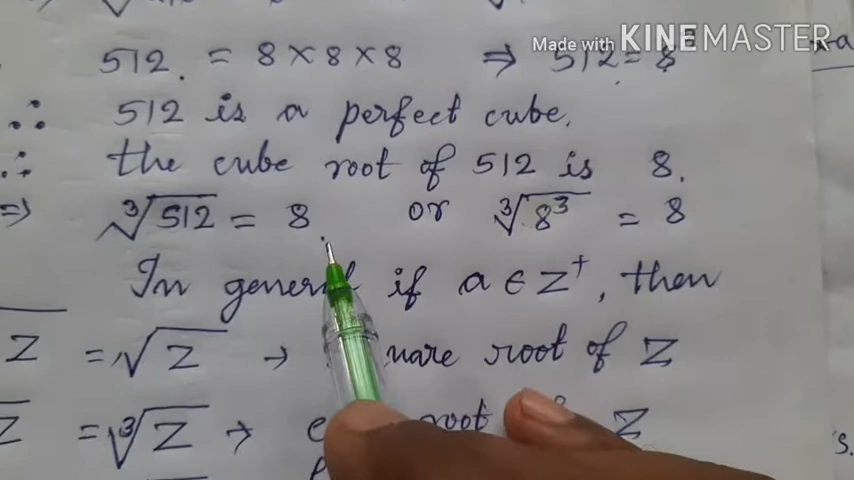 Made with KINEMASTER
512 = 8 × 8 × 8 ⇒ 512 = 8
∴ 512 is a perfect cube.
∴ the cube root of 512 is 8.
⇒ ∛512 = 8 or ∛8³ = 8
In general if a ∈ Z⁺, then
Z = √Z → root of Z
Z = ∛Z → root Z
s.